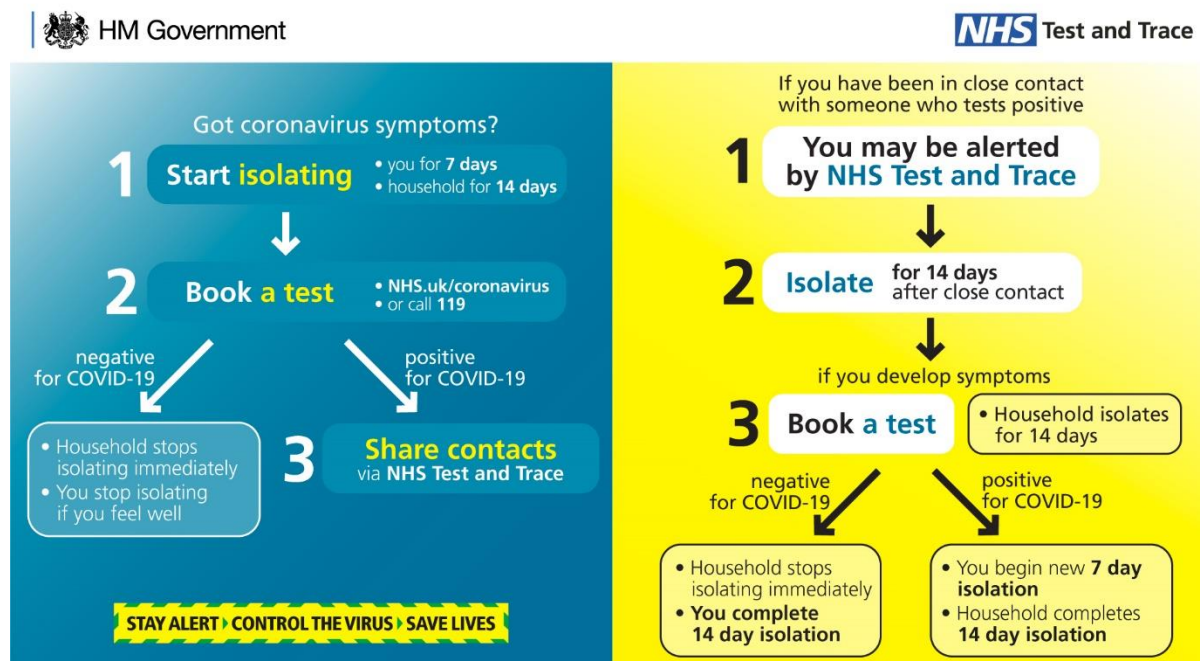 HM Government
NHS Test and Trace
Got coronavirus symptoms?
1 Start isolating
• you for 7 days
• household for 14 days
2 Book a test
• NHS.uk/coronavirus
• or call 119
negative
for COVID-19
positive
for COVID-19
• Household stops
isolating immediately
• You stop isolating
if you feel well
3 Share contacts
via NHS Test and Trace
STAY ALERT CONTROL THE VIRUS SAVE LIVES
If you have been in close contact
with someone who tests positive
1 You may be alerted
by NHS Test and Trace
2 Isolate
for 14 days
after close contact
if you develop symptoms
3 Book a test
• Household isolates
for 14 days
negative
for COVID-19
positive
for COVID-19
• Household stops
isolating immediately
• You complete
14 day isolation
• You begin new 7 day
isolation
• Household completes
14 day isolation